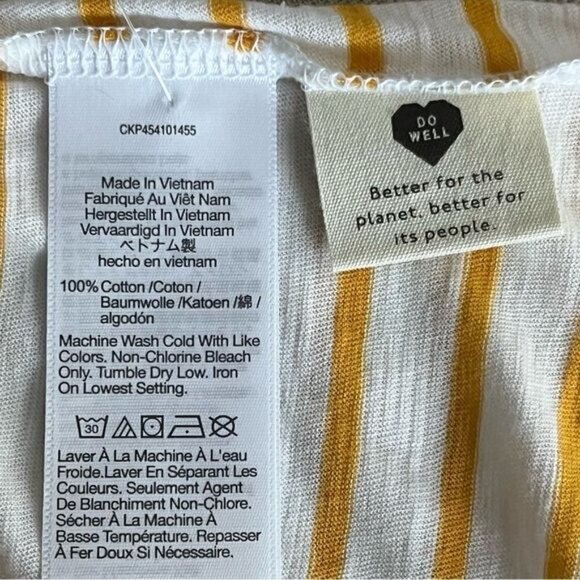 CKP454101455
Made In Vietnam
Fabriqué Au Viêt Nam
Hergestellt In Vietnam
Vervaardigd In Vietnam
ベトナム製
hecho en vietnam
100% Cotton /Coton /
Baumwolle /Katoen /綿 /
algodón
Machine Wash Cold With Like
Colors. Non-Chlorine Bleach
Only. Tumble Dry Low. Iron
On Lowest Setting.
30
Laver À La Machine À L'eau
Froide.Laver En Séparant Les
Couleurs. Seulement Agent
De Blanchiment Non-Chlore.
Sécher À La Machine À
Basse Température. Repasser
À Fer Doux Si Nécessaire.
DO
WELL
Better for the
planet, better for
its people.